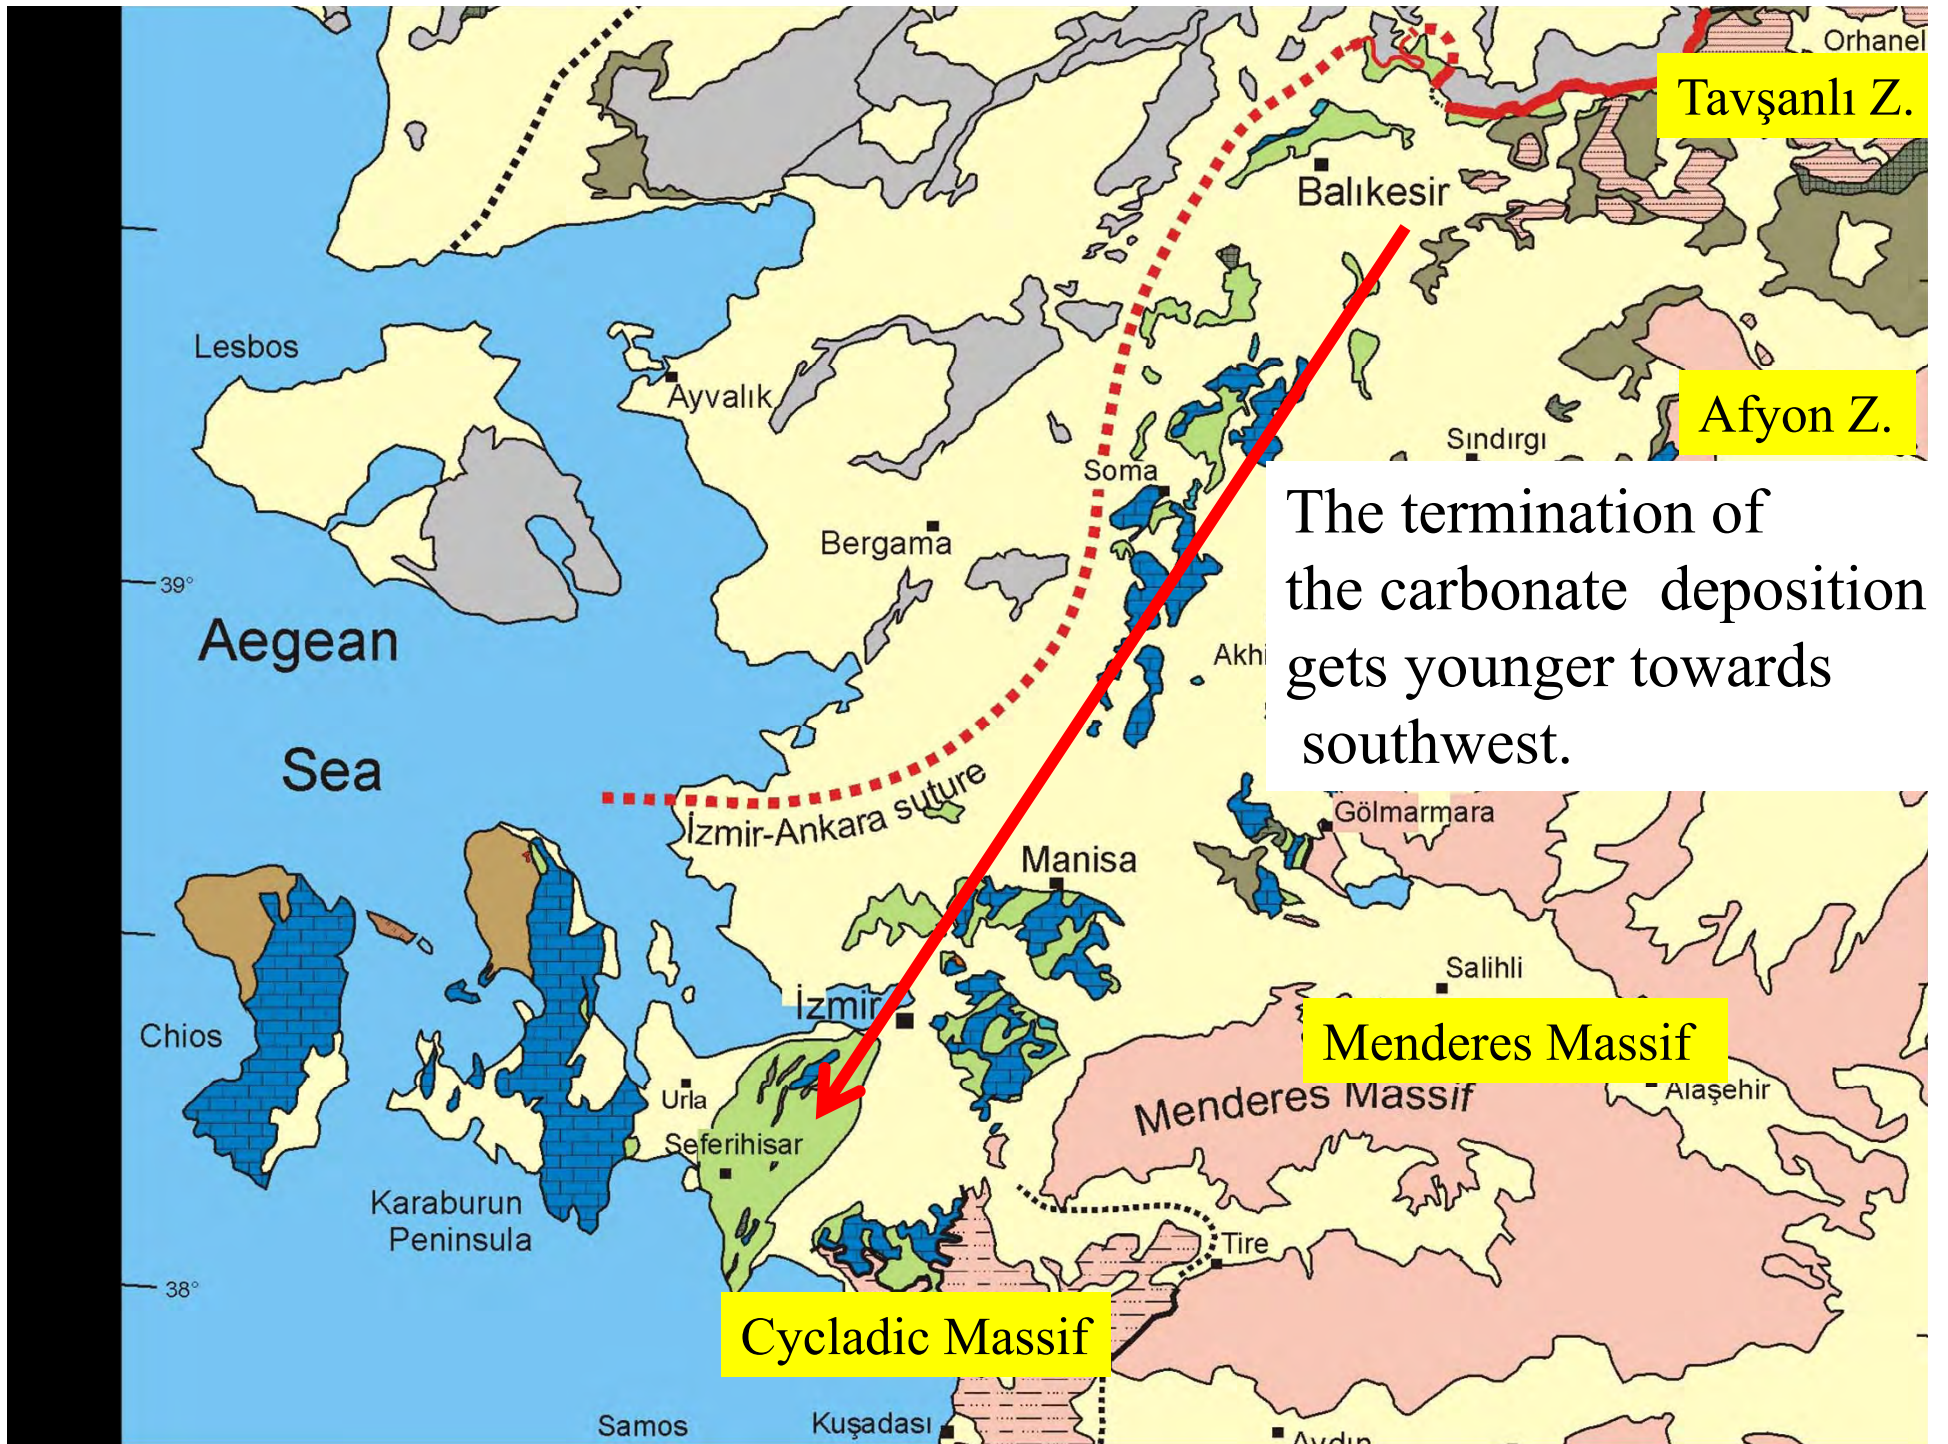 Orhanel
Tavşanlı Z.
Balıkesir
Lesbos
Ayvalık
Afyon Z.
Sındırgı
Soma
The termination of
the carbonate deposition
gets younger towards
southwest.
Bergama
39°
Aegean
Sea
Akhi
İzmir-Ankara suture
Gölmarmara
Manisa
Salihli
İzmir
Chios
Menderes Massif
Menderes Massif
Alaşehir
Urla
Seferihisar
Karaburun
Peninsula
Tire
38°
Cycladic Massif
Samos
Kuşadası
Aydın